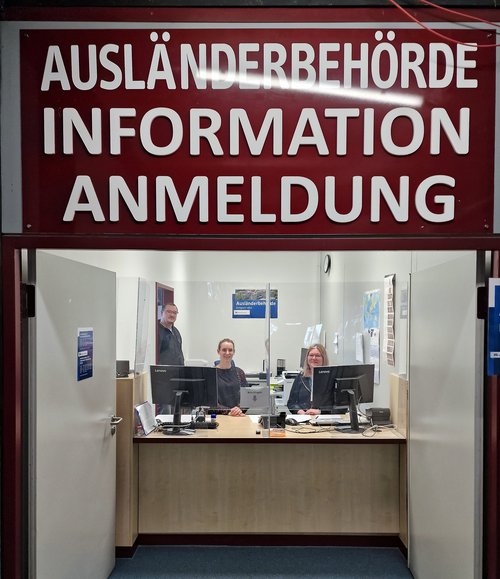 AUSLÄNDERBEHÖRDE
INFORMATION
ANMELDUNG
Ausländerbehörde
Lenovo
Lenovo